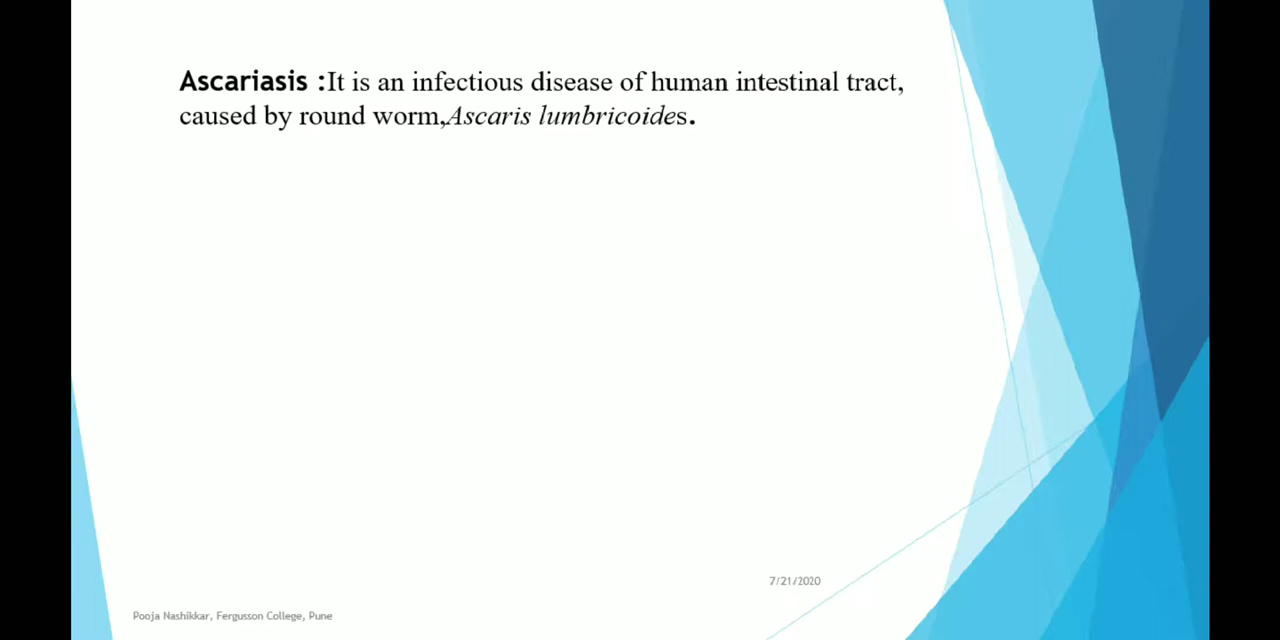 Ascariasis :It is an infectious disease of human intestinal tract,
caused by round worm,Ascaris lumbricoides.
7/21/2020
Pooja Nashikkar, Fergusson College, Pune